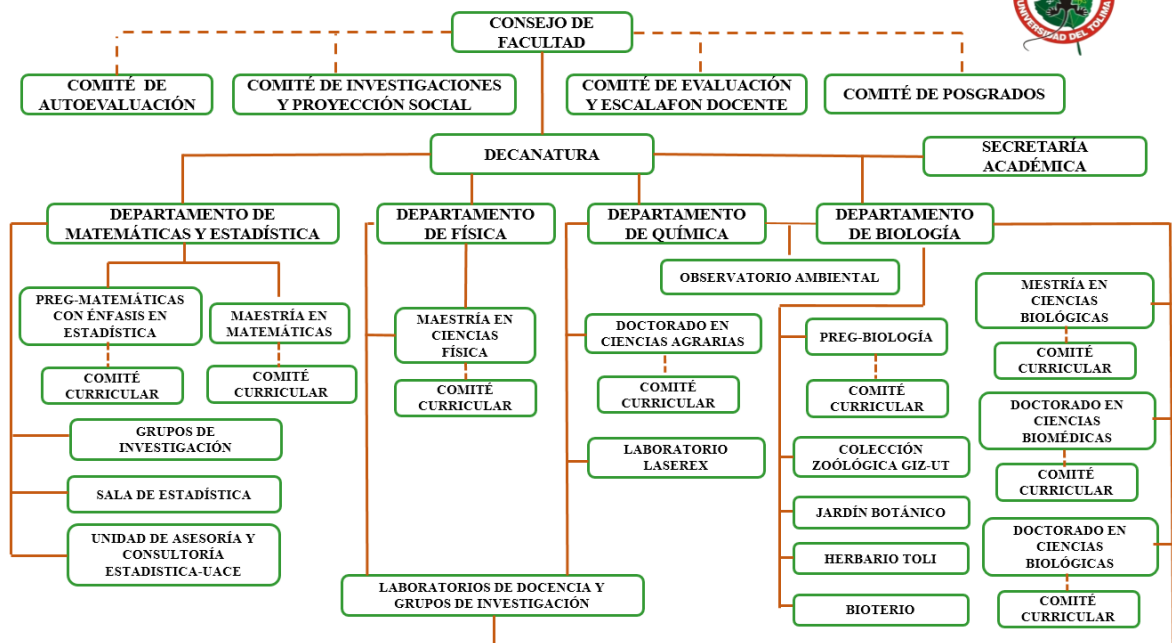 UNIVERSIDAD DEL TOLIMA
CONSEJO DE
FACULTAD
COMITÉ DE
AUTOEVALUACIÓN
COMITÉ DE INVESTIGACIONES
Y PROYECCIÓN SOCIAL
COMITÉ DE EVALUACIÓN
Y ESCALAFON DOCENTE
COMITÉ DE POSGRADOS
DECANATURA
SECRETARÍA
ACADÉMICA
DEPARTAMENTO DE
MATEMÁTICAS Y ESTADÍSTICA
DEPARTAMENTO
DE FÍSICA
DEPARTAMENTO
DE QUÍMICA
DEPARTAMENTO
DE BIOLOGÍA
OBSERVATORIO AMBIENTAL
PREG-MATEMÁTICAS
CON ÉNFASIS EN
ESTADÍSTICA
COMITÉ
CURRICULAR
MAESTRÍA EN
MATEMÁTICAS
COMITÉ
CURRICULAR
GRUPOS DE
INVESTIGACIÓN
SALA DE ESTADÍSTICA
UNIDAD DE ASESORÍA Y
CONSULTORÍA
ESTADISTICA-UACE
MAESTRÍA EN
CIENCIAS
FÍSICA
COMITÉ
CURRICULAR
DOCTORADO EN
CIENCIAS AGRARIAS
COMITÉ
CURRICULAR
LABORATORIO
LASEREX
LABORATORIOS DE DOCENCIA Y
GRUPOS DE INVESTIGACIÓN
PREG-BIOLOGÍA
COMITÉ
CURRICULAR
COLECCIÓN
ZOÓLÓGICA GIZ-UT
JARDÍN BOTÁNICO
HERBARIO TOLI
BIOTERIO
MESTRÍA EN
CIENCIAS
BIOLÓGICAS
COMITÉ
CURRICULAR
DOCTORADO EN
CIENCIAS
BIOMÉDICAS
COMITÉ
CURRICULAR
DOCTORADO EN
CIENCIAS
BIOLÓGICAS
COMITÉ
CURRICULAR